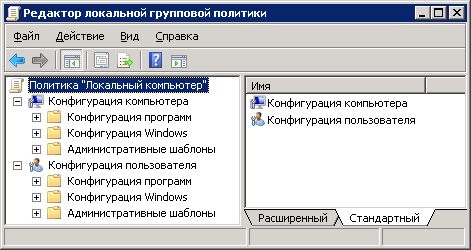 Редактор локальной групповой политики
Файл Действие Вид Справка
Политика "Локальный компьютер"
Конфигурация компьютера
Конфигурация программ
Конфигурация Windows
Административные шаблоны
Конфигурация пользователя
Конфигурация программ
Конфигурация Windows
Административные шаблоны
Имя
Конфигурация компьютера
Конфигурация пользователя
Расширенный Стандартный